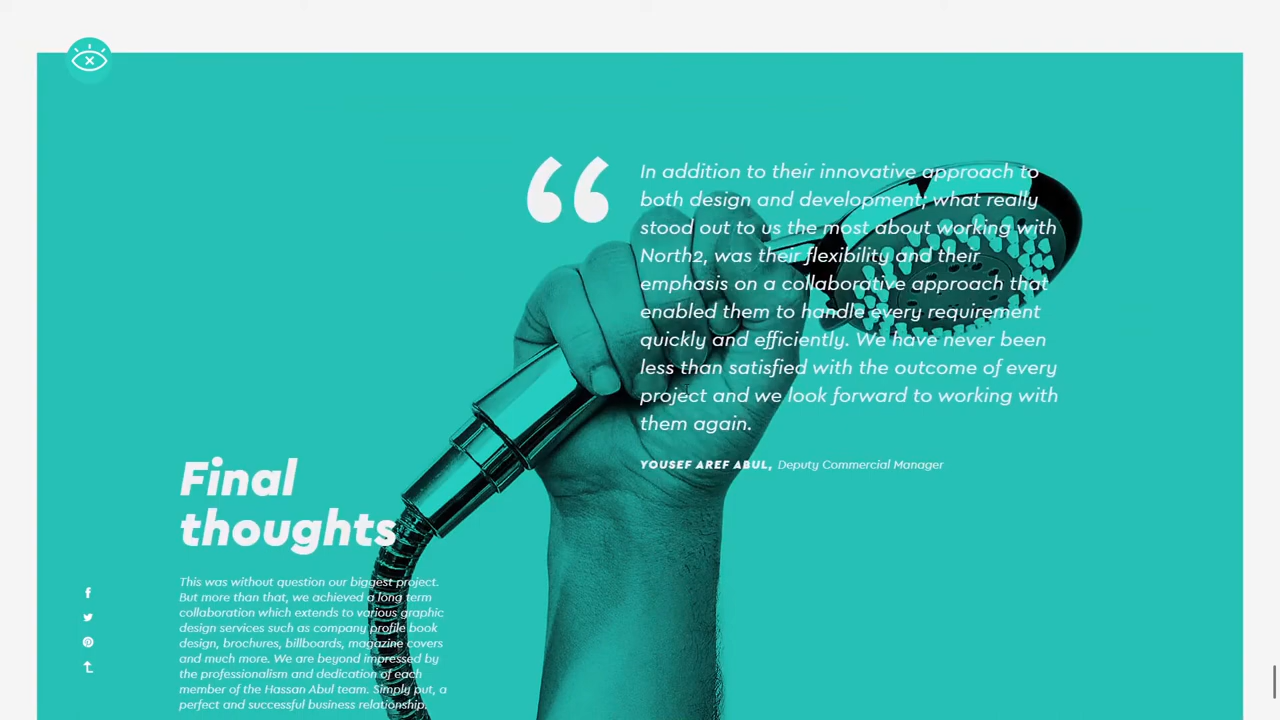 In addition to their innovative approach to
both design and development; what really
stood out to us the most about working with
North2, was their flexibility and their
emphasis on a collaborative approach that
enabled them to handle every requirement
quickly and efficiently. We have never been
less than satisfied with the outcome of every
project and we look forward to working with
them again.
YOUSEF AREF ABUL, Deputy Commercial Manager
Final
thoughts
This was without question our biggest project.
But more than that, we achieved a long term
collaboration which extends to various graphic
design services such as company profile book
design, brochures, billboards, magazine covers
and much more. We are beyond impressed by
the professionalism and dedication of each
member of the Hassan Abul team. Simply put, a
perfect and successful business relationship.